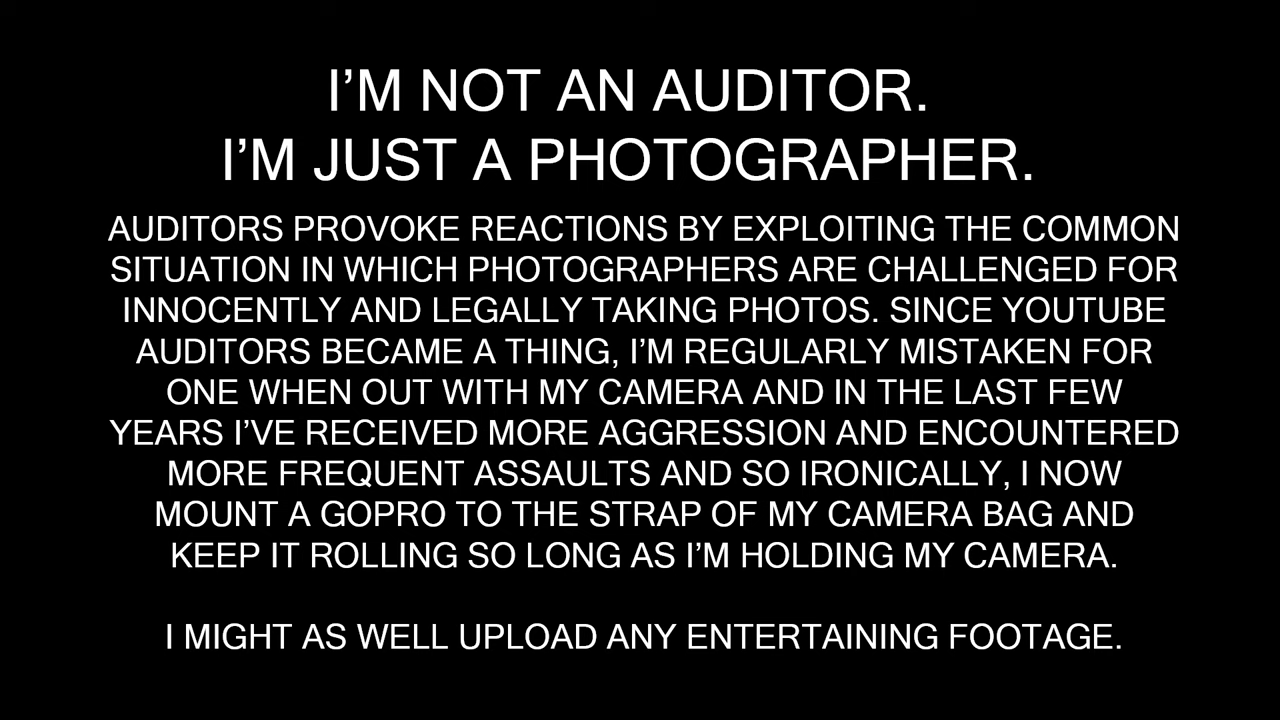 I'M NOT AN AUDITOR.
I'M JUST A PHOTOGRAPHER.
AUDITORS PROVOKE REACTIONS BY EXPLOITING THE COMMON
SITUATION IN WHICH PHOTOGRAPHERS ARE CHALLENGED FOR
INNOCENTLY AND LEGALLY TAKING PHOTOS. SINCE YOUTUBE
AUDITORS BECAME A THING, I'M REGULARLY MISTAKEN FOR
ONE WHEN OUT WITH MY CAMERA AND IN THE LAST FEW
YEARS I'VE RECEIVED MORE AGGRESSION AND ENCOUNTERED
MORE FREQUENT ASSAULTS AND SO IRONICALLY, I NOW
MOUNT A GOPRO TO THE STRAP OF MY CAMERA BAG AND
KEEP IT ROLLING SO LONG AS I'M HOLDING MY CAMERA.
I MIGHT AS WELL UPLOAD ANY ENTERTAINING FOOTAGE.